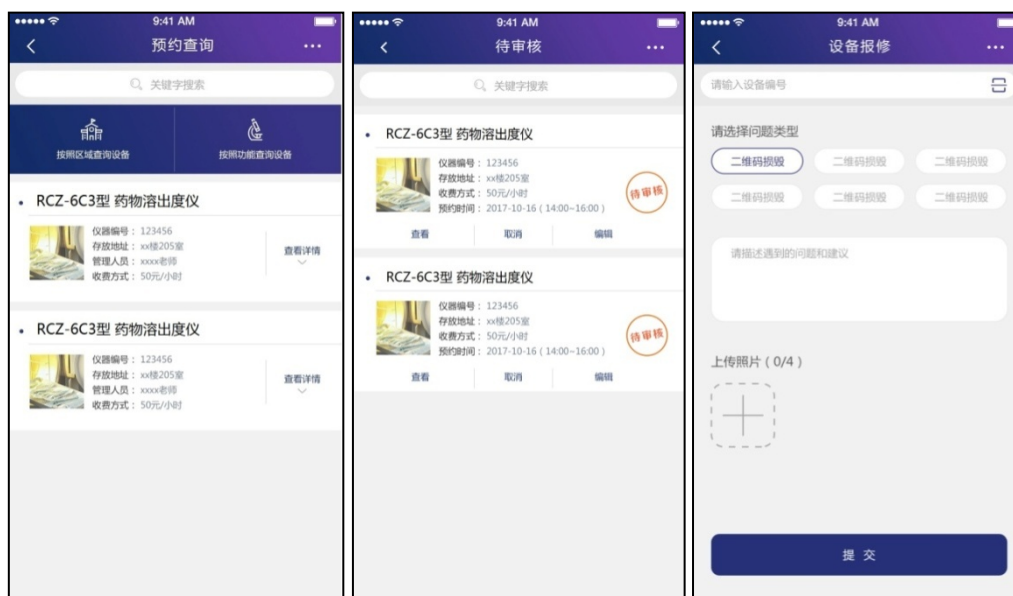 9:41 AM
预约查询
关键字搜索
按照区域查询设备
按照功能查询设备
RCZ-6C3型 药物溶出度仪
仪器编号： 123456
存放地址： xx楼205室
管理人员： xxxx老师
收费方式： 50元/小时
查看详情
RCZ-6C3型 药物溶出度仪
仪器编号： 123456
存放地址： xx楼205室
管理人员： xxxx老师
收费方式： 50元/小时
查看详情
9:41 AM
待审核
关键字搜索
RCZ-6C3型 药物溶出度仪
仪器编号： 123456
存放地址： xx楼205室
收费方式： 50元/小时
预约时间： 2017-10-16（14:00~16:00）
待审核
查看 取消 编辑
RCZ-6C3型 药物溶出度仪
仪器编号： 123456
存放地址： xx楼205室
收费方式： 50元/小时
预约时间： 2017-10-16（14:00~16:00）
待审核
查看 取消 编辑
9:41 AM
设备报修
请输入设备编号
请选择问题类型
二维码损毁 二维码损毁 二维码损毁
二维码损毁 二维码损毁 二维码损毁
请描述遇到的问题和建议
上传照片（0/4）
提 交